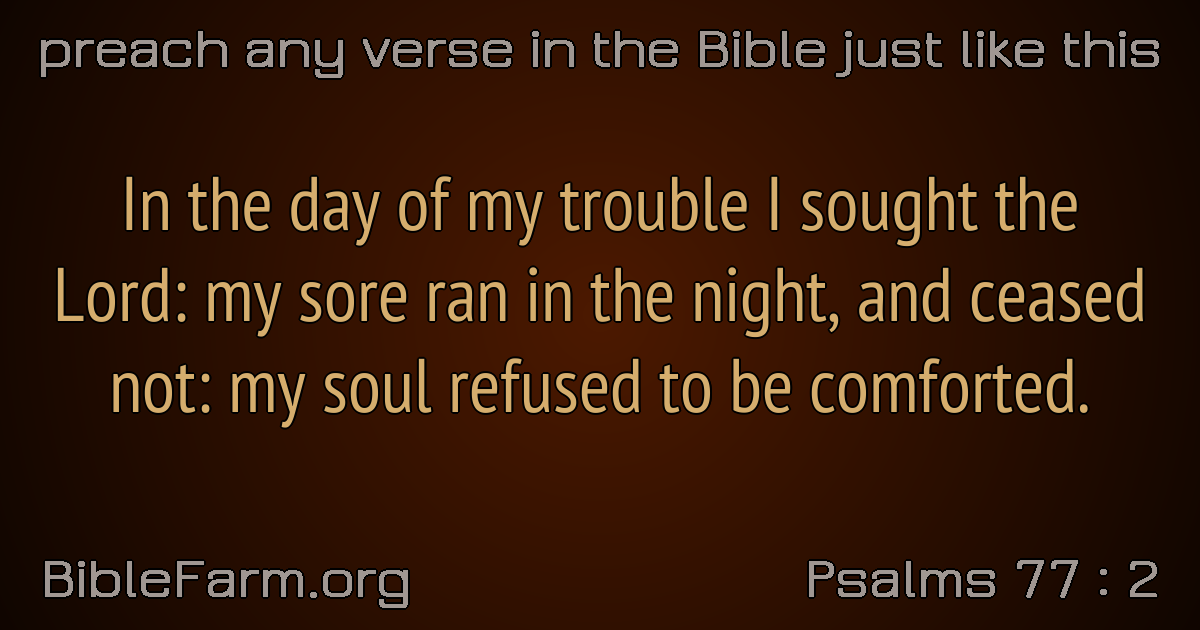 preach any verse in the Bible just like this
In the day of my trouble I sought the
Lord: my sore ran in the night, and ceased
not: my soul refused to be comforted.
BibleFarm.org
Psalms 77 : 2